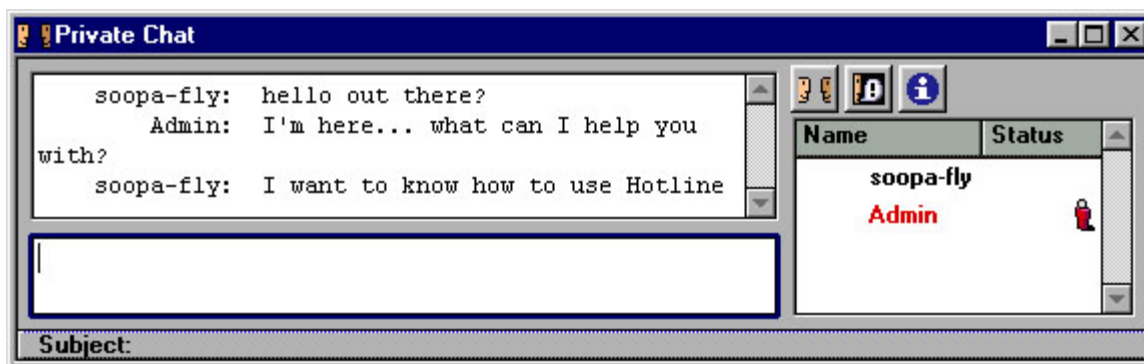 Private Chat
soopa-fly: hello out there?
Admin: I'm here... what can I help you
with?
soopa-fly: I want to know how to use Hotline
Name Status
soopa-fly
Admin
Subject: